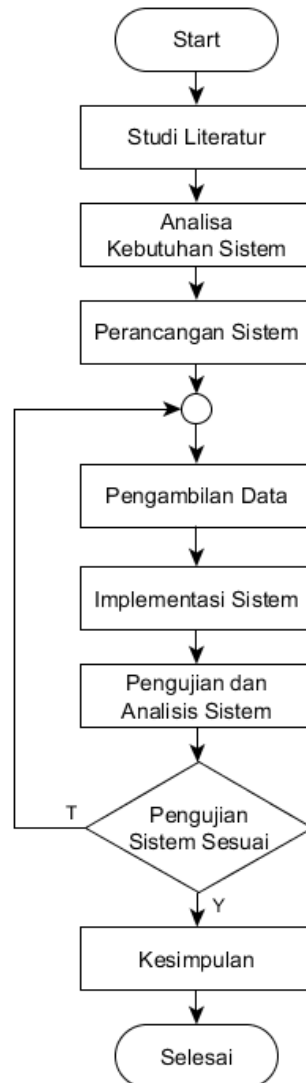 Start
Studi Literatur
Analisa
Kebutuhan Sistem
Perancangan Sistem
Pengambilan Data
Implementasi Sistem
Pengujian dan
Analisis Sistem
T
Pengujian
Sistem Sesuai
Y
Kesimpulan
Selesai